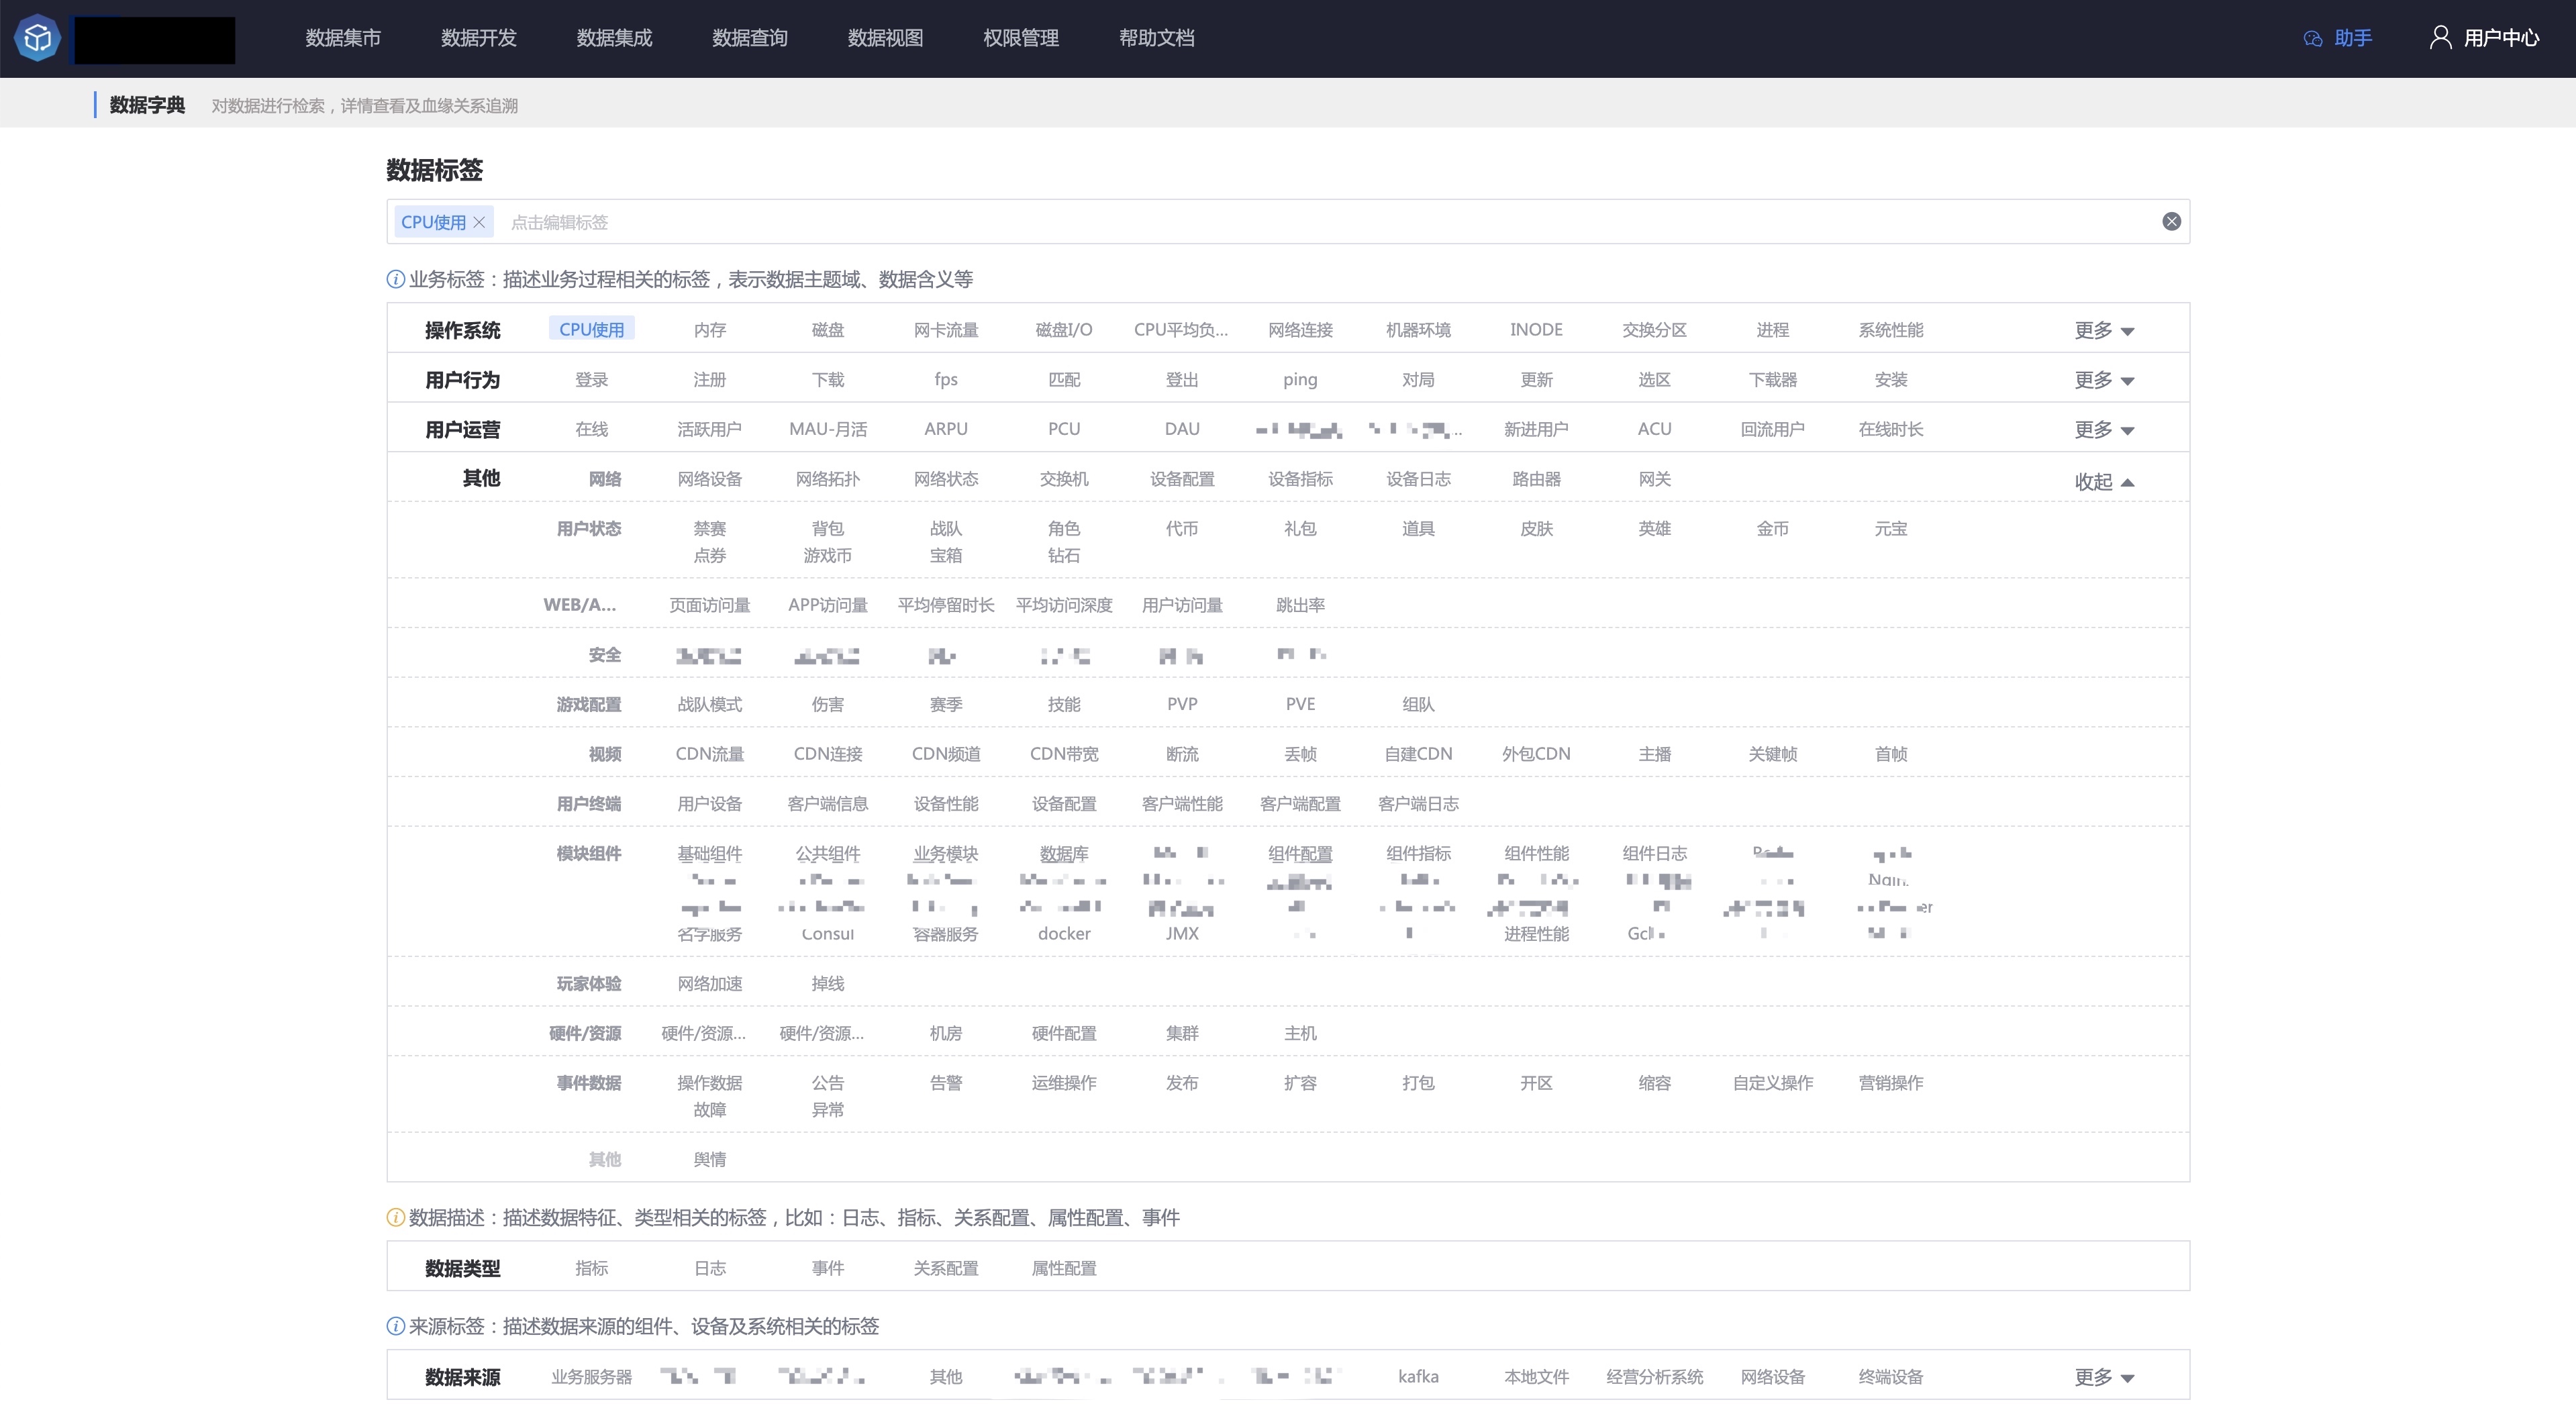 数据集市 数据开发 数据集成 数据查询 数据视图 权限管理 帮助文档 助手 用户中心
数据字典 对数据进行检索，详情查看及血缘关系追溯
数据标签
CPU使用 点击编辑标签
业务标签：描述业务过程相关的标签，表示数据主题域、数据含义等
操作系统 CPU使用 内存 磁盘 网卡流量 磁盘I/O CPU平均负... 网络连接 机器环境 INODE 交换分区 进程 系统性能 更多
用户行为 登录 注册 下载 fps 匹配 登出 ping 对局 更新 选区 下载器 安装 更多
用户运营 在线 活跃用户 MAU-月活 ARPU PCU DAU 新进用户 ACU 回流用户 在线时长 更多
其他 网络 网络设备 网络拓扑 网络状态 交换机 设备配置 设备指标 设备日志 路由器 网关 收起
用户状态 禁赛 背包 战队 角色 代币 礼包 道具 皮肤 英雄 金币 元宝
点券 游戏币 宝箱 钻石
WEB/A... 页面访问量 APP访问量 平均停留时长 平均访问深度 用户访问量 跳出率
安全
游戏配置 战队模式 伤害 赛季 技能 PVP PVE 组队
视频 CDN流量 CDN连接 CDN频道 CDN带宽 断流 丢帧 自建CDN 外包CDN 主播 关键帧 首帧
用户终端 用户设备 客户端信息 设备性能 设备配置 客户端性能 客户端配置 客户端日志
模块组件 基础组件 公共组件 业务模块 数据库 组件配置 组件指标 组件性能 组件日志
名字服务 Consul 容器服务 docker JMX 进程性能
玩家体验 网络加速 掉线
硬件/资源 硬件/资源... 硬件/资源... 机房 硬件配置 集群 主机
事件数据 操作数据 公告 告警 运维操作 发布 扩容 打包 开区 缩容 自定义操作 营销操作
故障 异常
其他 舆情
数据描述：描述数据特征、类型相关的标签，比如：日志、指标、关系配置、属性配置、事件
数据类型 指标 日志 事件 关系配置 属性配置
来源标签：描述数据来源的组件、设备及系统相关的标签
数据来源 业务服务器 其他 kafka 本地文件 经营分析系统 网络设备 终端设备 更多